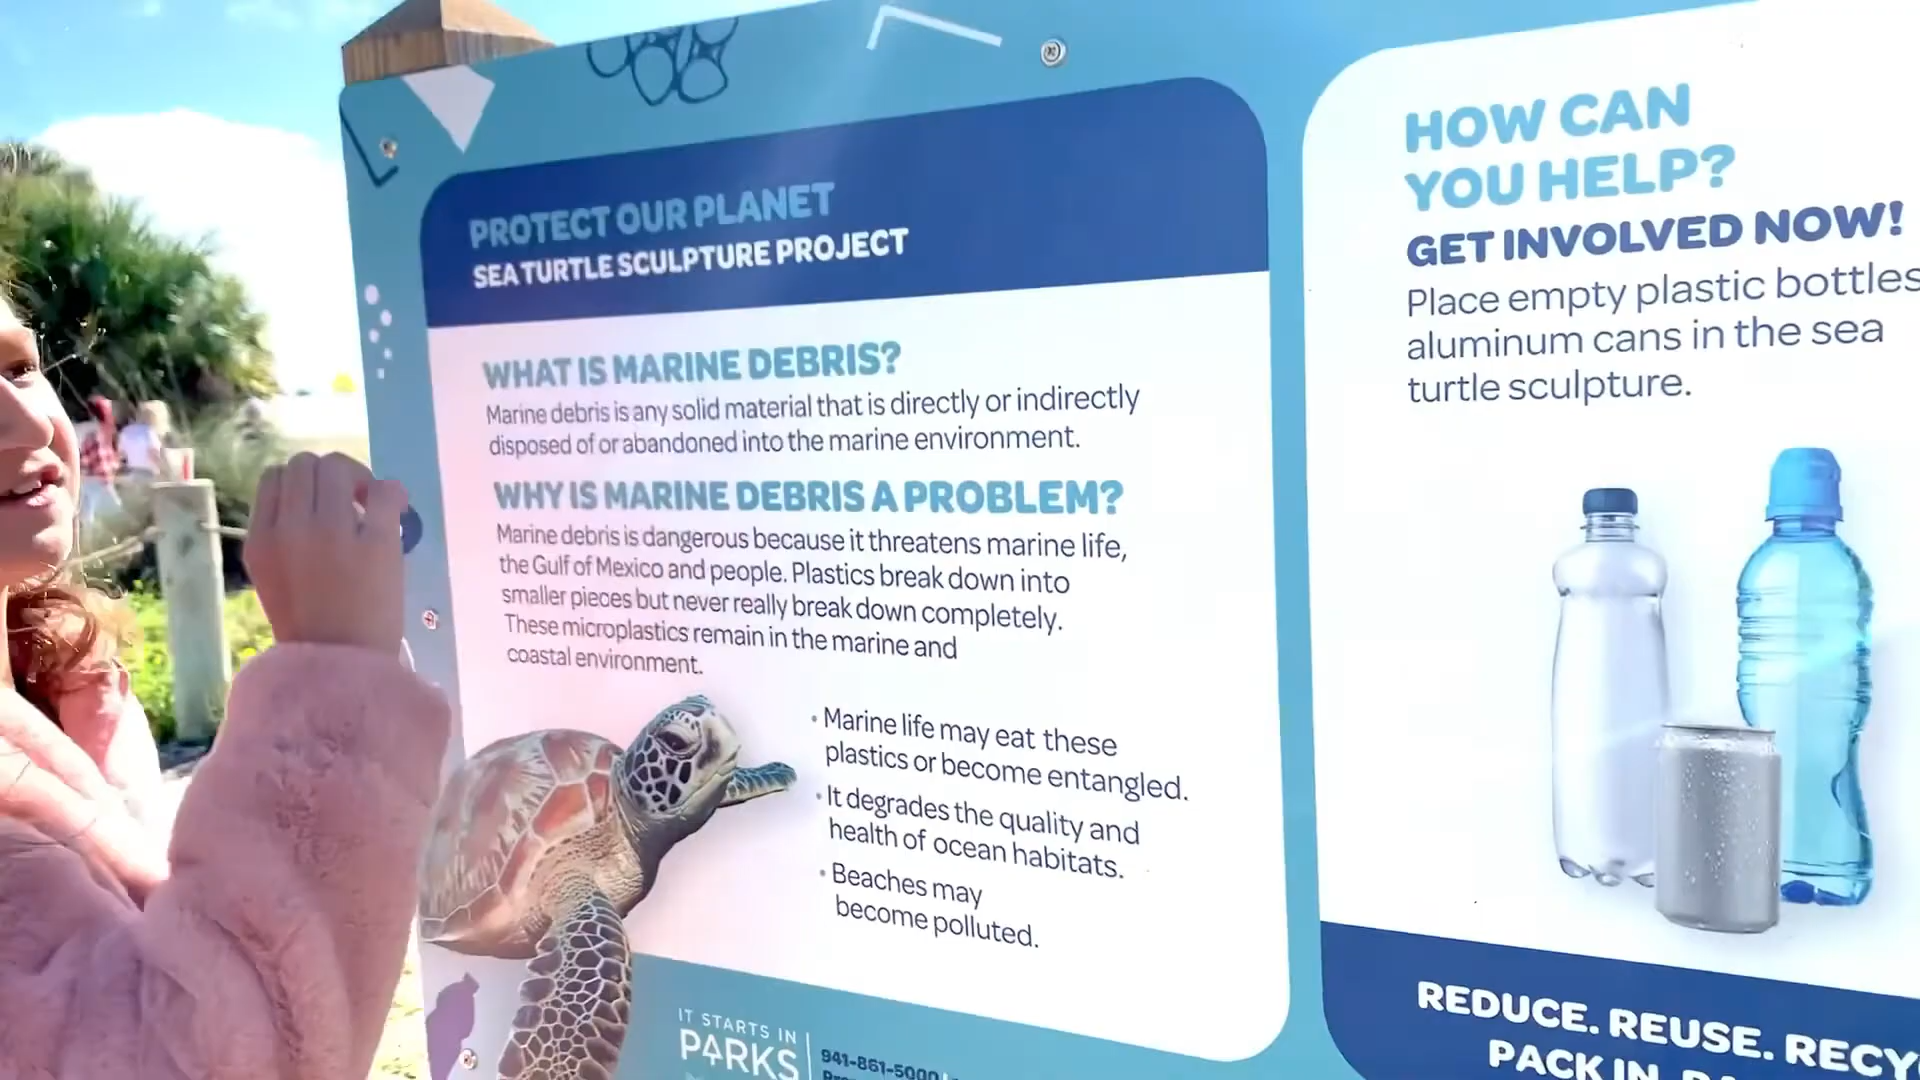 PROTECT OUR PLANET
SEA TURTLE SCULPTURE PROJECT
WHAT IS MARINE DEBRIS?
Marine debris is any solid material that is directly or indirectly
disposed of or abandoned into the marine environment.
WHY IS MARINE DEBRIS A PROBLEM?
Marine debris is dangerous because it threatens marine life,
the Gulf of Mexico and people. Plastics break down into
smaller pieces but never really break down completely.
These microplastics remain in the marine and
coastal environment.
• Marine life may eat these
plastics or become entangled.
• It degrades the quality and
health of ocean habitats.
• Beaches may
become polluted.
IT STARTS IN
PARKS
941-861-5000
HOW CAN
YOU HELP?
GET INVOLVED NOW!
Place empty plastic bottles
aluminum cans in the sea
turtle sculpture.
REDUCE. REUSE. RECY
PACK IN.